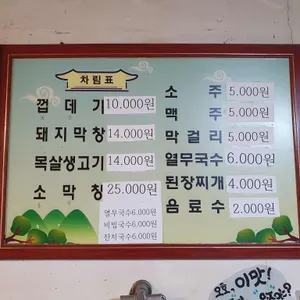 차림표
껍데기 10.000원
돼지막창 14.000원
목살생고기 14.000원
소막창 25.000원
열무국수6.000원
비빔국수6.000원
잔치국수6.000원
소주 5.000원
맥주 5.000원
막걸리 5.000원
열무국수 6.000원
된장찌개 4.000원
음료수 2.000원
오호, 이맛!